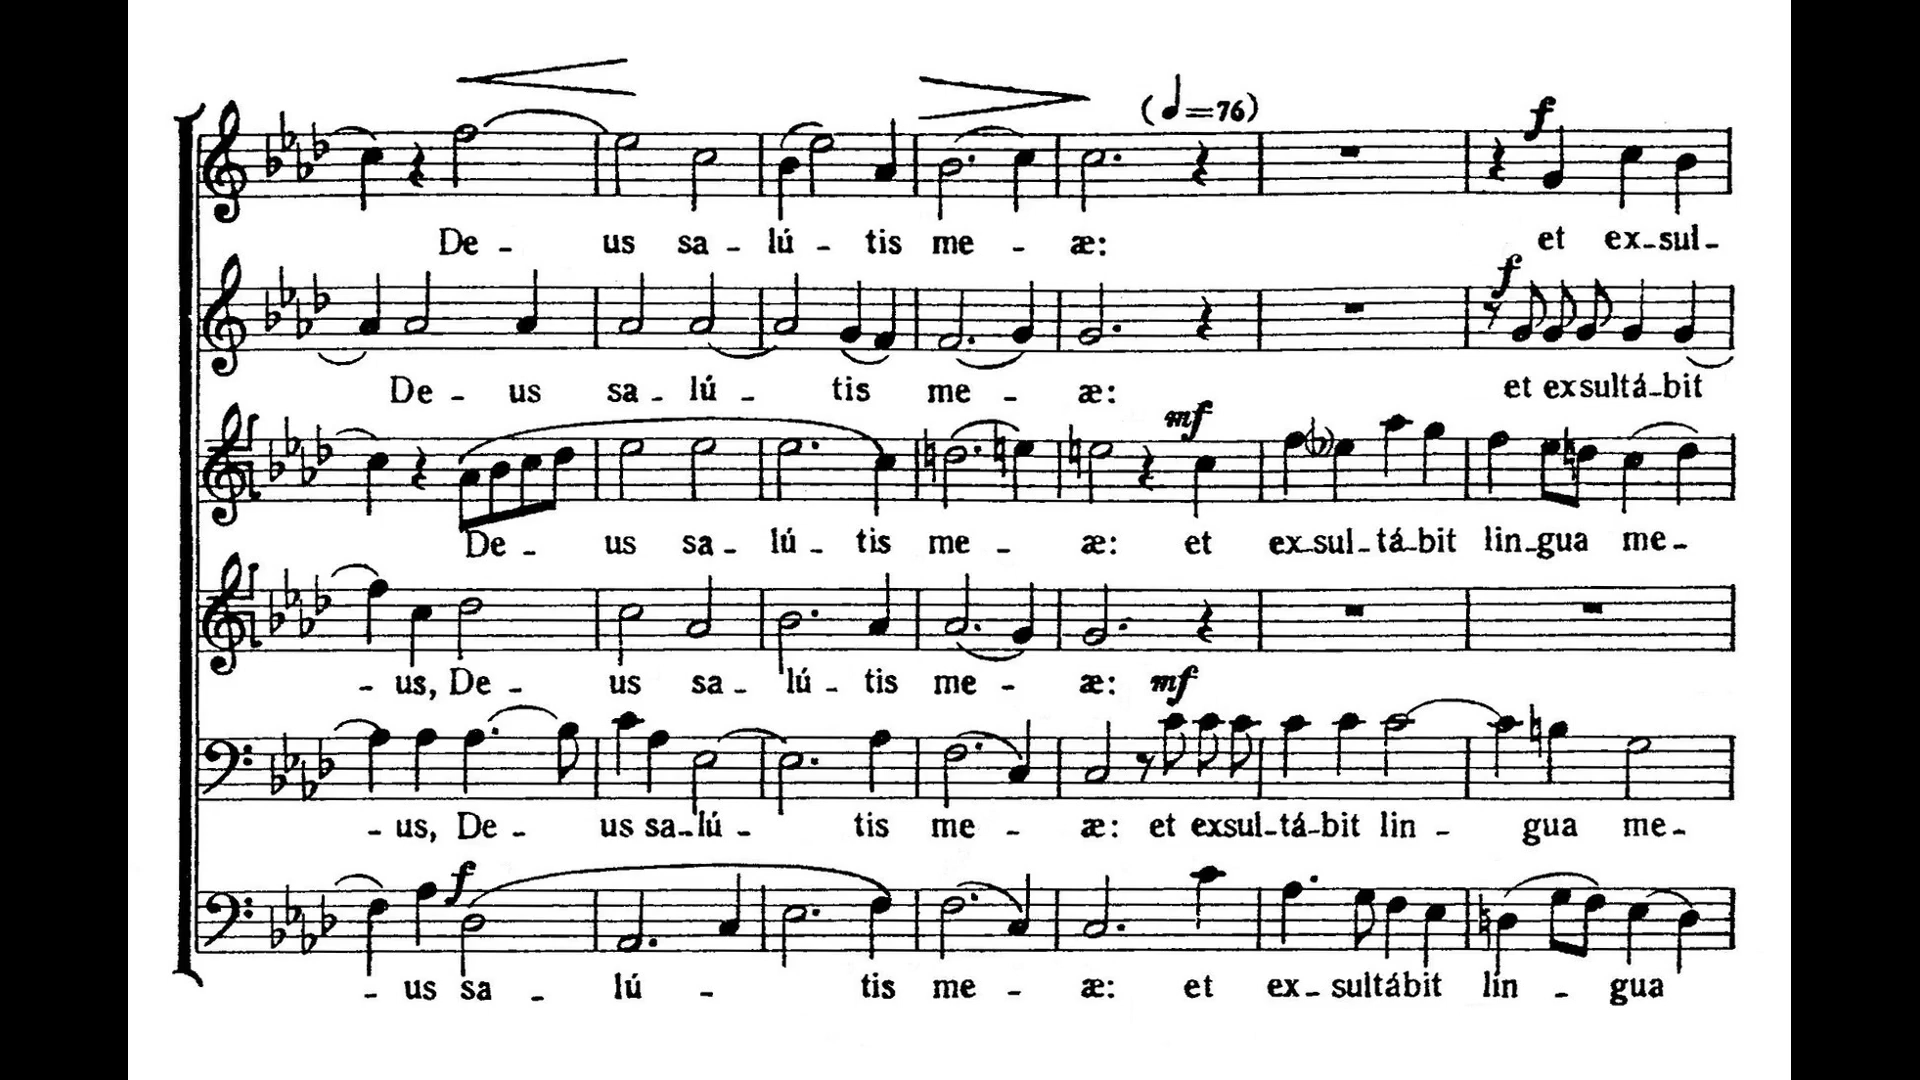 (♩=76)
f
De - us sa - lú - tis me - æ: et ex-sul-
f
De - us sa - lú - tis me - æ: et exsultá-bit
mf
De - us sa - lú - tis me - æ: et ex-sul-tá-bit lin-gua me-
- us, De - us sa - lú - tis me - æ:
mf
- us, De - us sa-lú - tis me - æ: et exsul-tá-bit lin - gua me-
f
- us sa - lú - tis me - æ: et ex-sultábit lin - gua